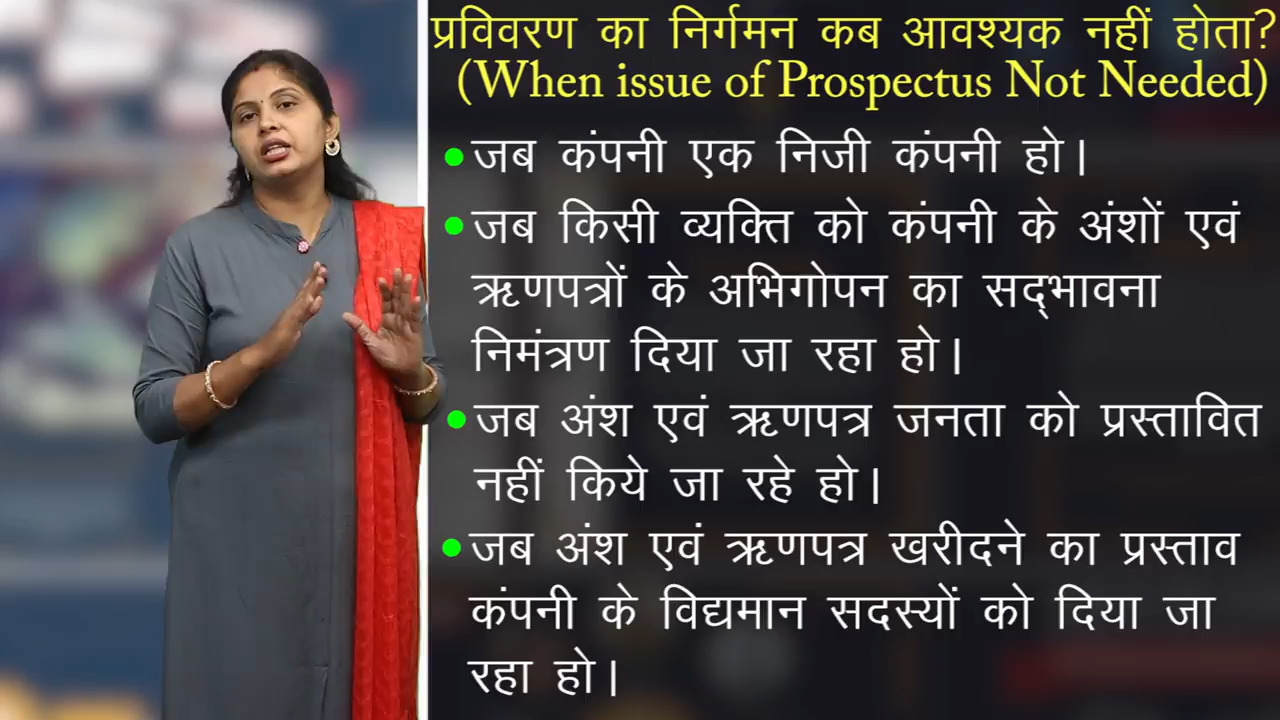 प्रविवरण का निर्गमन कब आवश्यक नहीं होता?
(When issue of Prospectus Not Needed)
•जब कंपनी एक निजी कंपनी हो।
•जब किसी व्यक्ति को कंपनी के अंशों एवं
ऋणपत्रों के अभिगोपन का सद्‌भावना
निमंत्रण दिया जा रहा हो।
•जब अंश एवं ऋणपत्र जनता को प्रस्तावित
नहीं किये जा रहे हो।
•जब अंश एवं ऋणपत्र खरीदने का प्रस्ताव
कंपनी के विद्यमान सदस्यों को दिया जा
रहा हो।